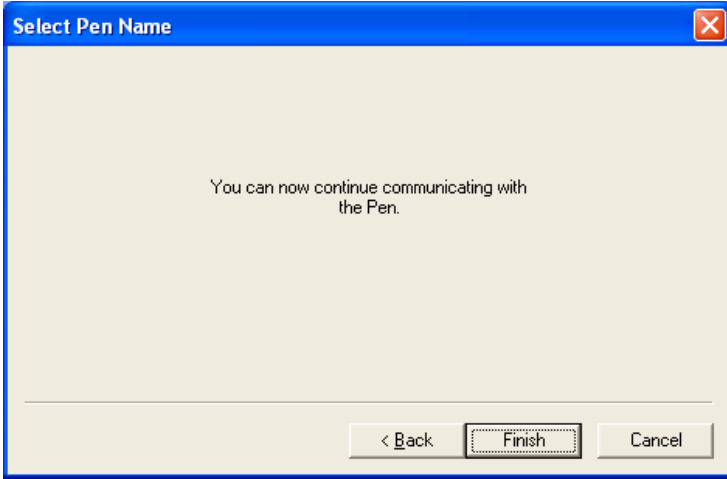 Select Pen Name
You can now continue communicating with
the Pen.
< Back
Finish
Cancel